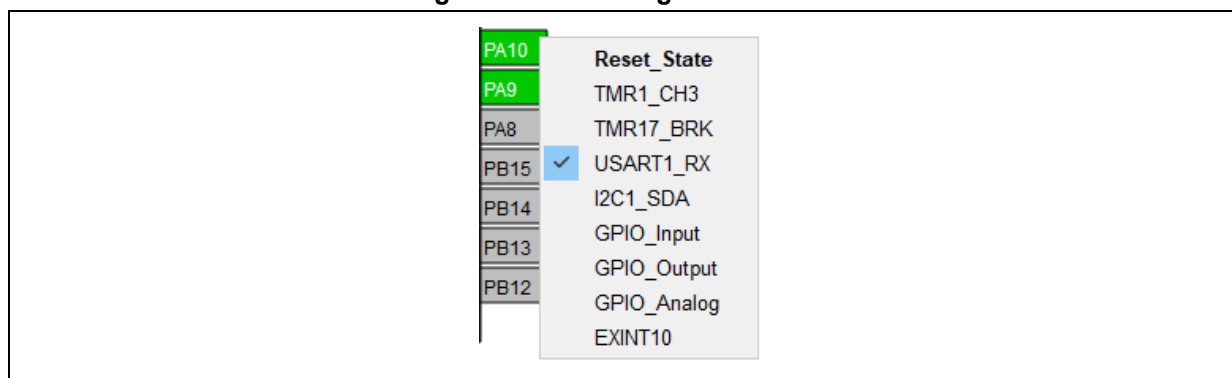 PA10
PA9
PA8
PB15
PB14
PB13
PB12
Reset_State
TMR1_CH3
TMR17_BRK
USART1_RX
I2C1_SDA
GPIO_Input
GPIO_Output
GPIO_Analog
EXINT10